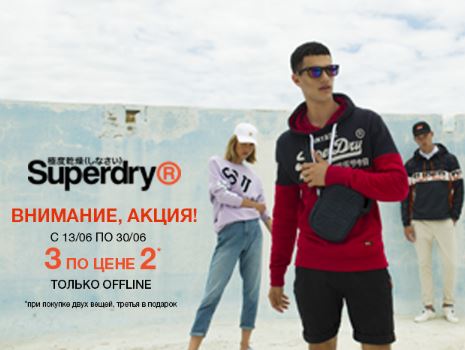 極度乾燥(しなさい)
Superdry®
ВНИМАНИЕ, АКЦИЯ!
С 13/06 ПО 30/06
3 ПО ЦЕНЕ 2*
ТОЛЬКО OFFLINE
*при покупке двух вещей, третья в подарок